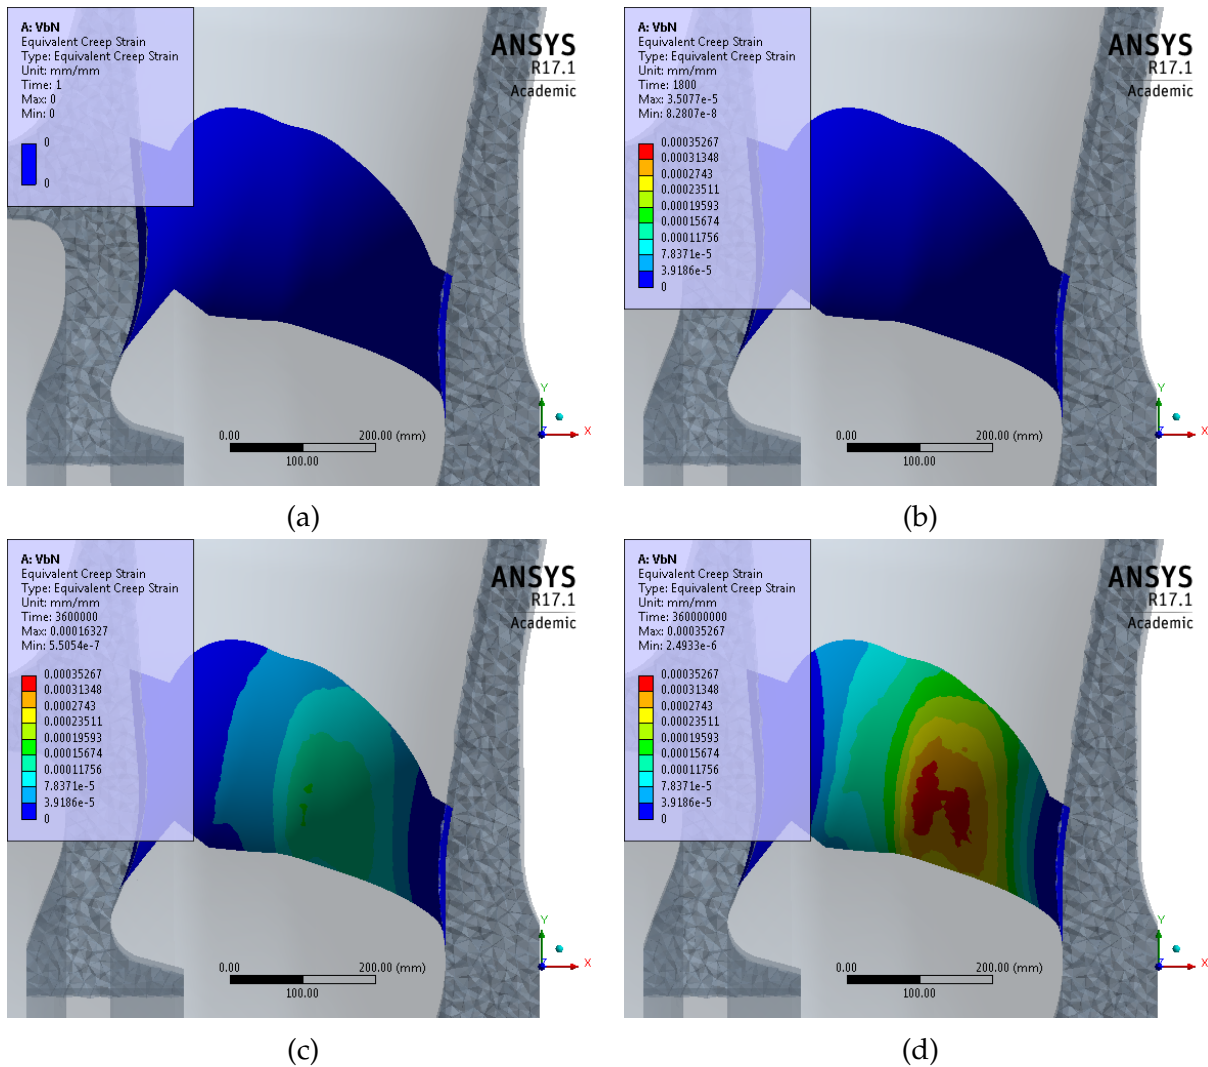 A: VbN
Equivalent Creep Strain
Type: Equivalent Creep Strain
Unit: mm/mm
Time: 1
Max: 0
Min: 0
0
0
ANSYS
R17.1
Academic
0.00
200.00 (mm)
100.00
Y
X
(a)
A: VbN
Equivalent Creep Strain
Type: Equivalent Creep Strain
Unit: mm/mm
Time: 1800
Max: 3.5077e-5
Min: 8.2807e-8
0.00035267
0.00031348
0.0002743
0.00023511
0.00019593
0.00015674
0.00011756
7.8371e-5
3.9186e-5
0
ANSYS
R17.1
Academic
0.00
200.00 (mm)
100.00
Y
X
(b)
A: VbN
Equivalent Creep Strain
Type: Equivalent Creep Strain
Unit: mm/mm
Time: 3600000
Max: 0.00016327
Min: 5.5054e-7
0.00035267
0.00031348
0.0002743
0.00023511
0.00019593
0.00015674
0.00011756
7.8371e-5
3.9186e-5
0
ANSYS
R17.1
Academic
0.00
200.00 (mm)
100.00
Y
X
(c)
A: VbN
Equivalent Creep Strain
Type: Equivalent Creep Strain
Unit: mm/mm
Time: 360000000
Max: 0.00035267
Min: 2.4933e-6
0.00035267
0.00031348
0.0002743
0.00023511
0.00019593
0.00015674
0.00011756
7.8371e-5
3.9186e-5
0
ANSYS
R17.1
Academic
0.00
200.00 (mm)
100.00
Y
X
(d)